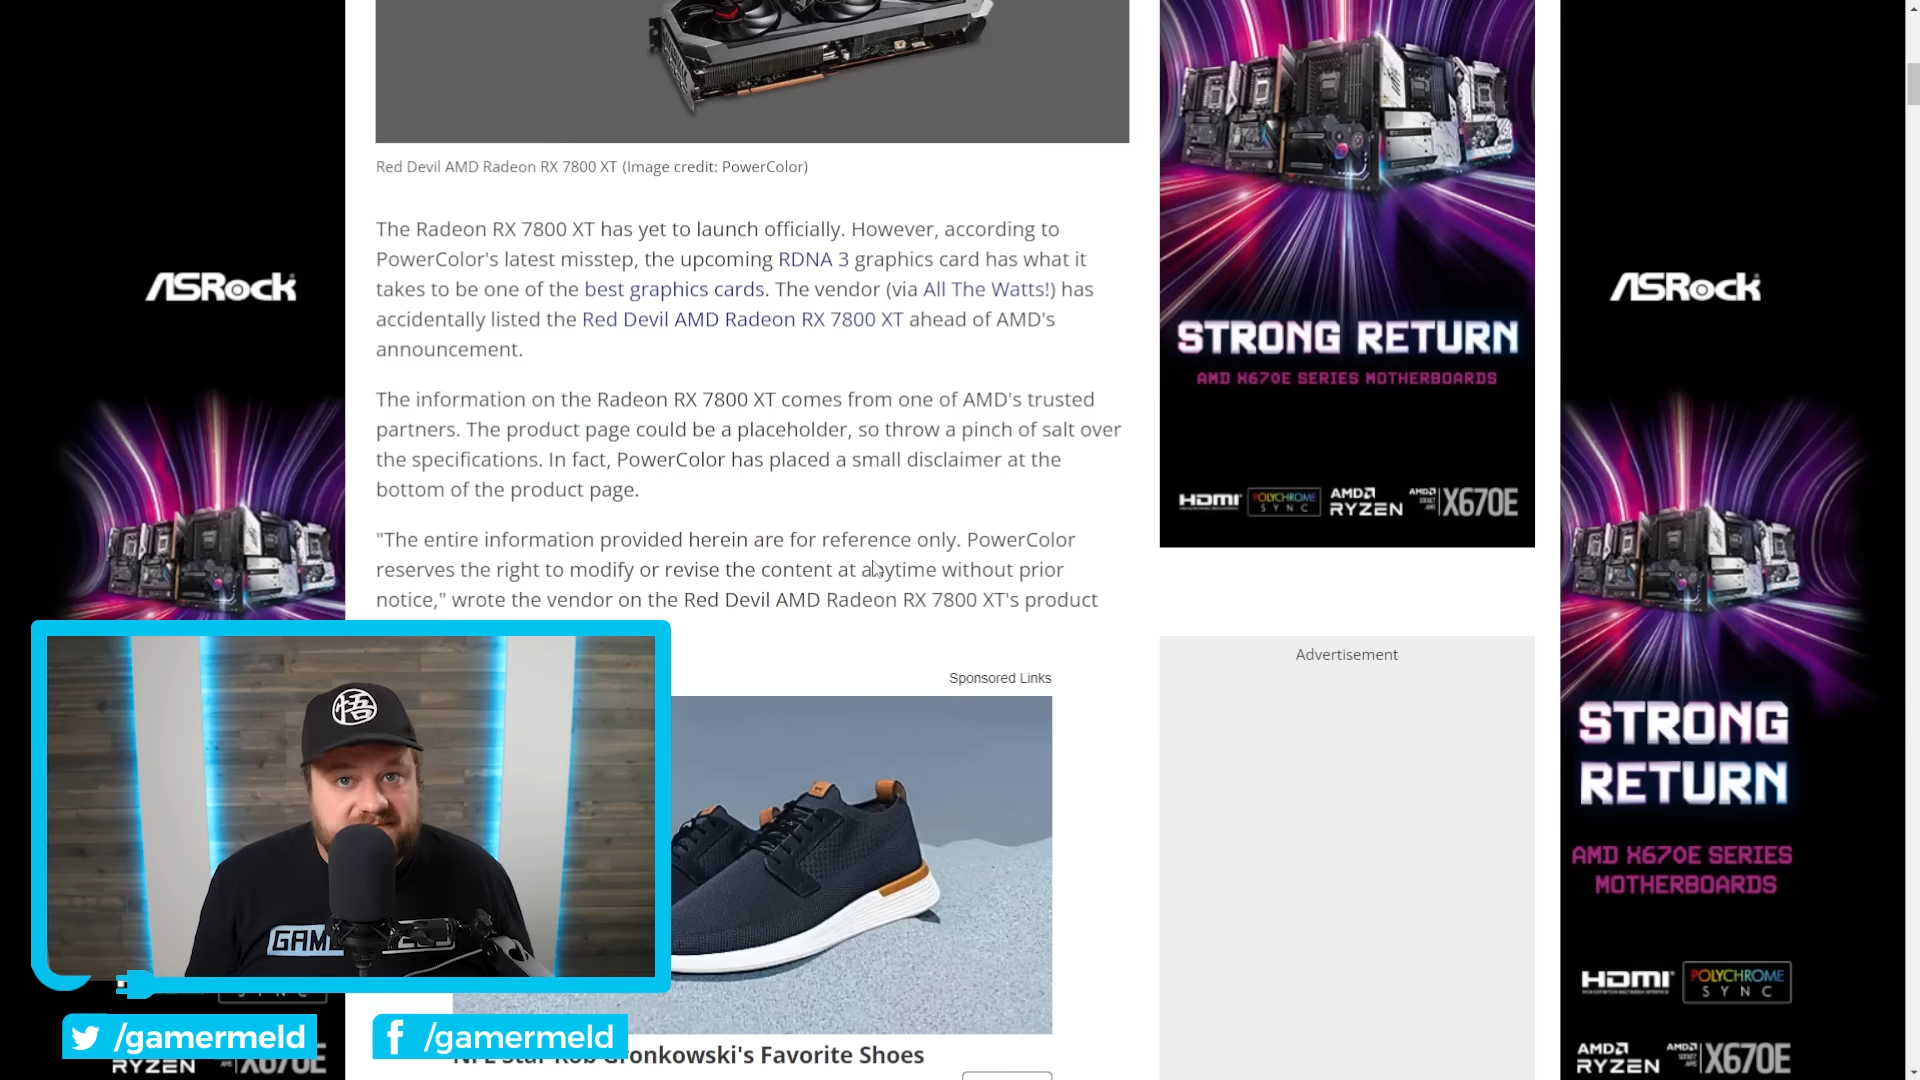 Red Devil AMD Radeon RX 7800 XT (Image credit: PowerColor)
The Radeon RX 7800 XT has yet to launch officially. However, according to
PowerColor's latest misstep, the upcoming RDNA 3 graphics card has what it
takes to be one of the best graphics cards. The vendor (via All The Watts!) has
accidentally listed the Red Devil AMD Radeon RX 7800 XT ahead of AMD's
announcement.
The information on the Radeon RX 7800 XT comes from one of AMD's trusted
partners. The product page could be a placeholder, so throw a pinch of salt over
the specifications. In fact, PowerColor has placed a small disclaimer at the
bottom of the product page.
"The entire information provided herein are for reference only. PowerColor
reserves the right to modify or revise the content at anytime without prior
notice," wrote the vendor on the Red Devil AMD Radeon RX 7800 XT's product
Sponsored Links
Gronkowski's Favorite Shoes
ASRock
STRONG RETURN
AMD X670E SERIES MOTHERBOARDS
HDMI POLYCHROME SYNC AMD RYZEN AMD X670E
Advertisement
ASRock
STRONG
RETURN
AMD X670E SERIES
MOTHERBOARDS
HDMI POLYCHROME
SYNC
AMD
RYZEN AMD X670E
悟
/gamermeld
/gamermeld
RYZEN X670E